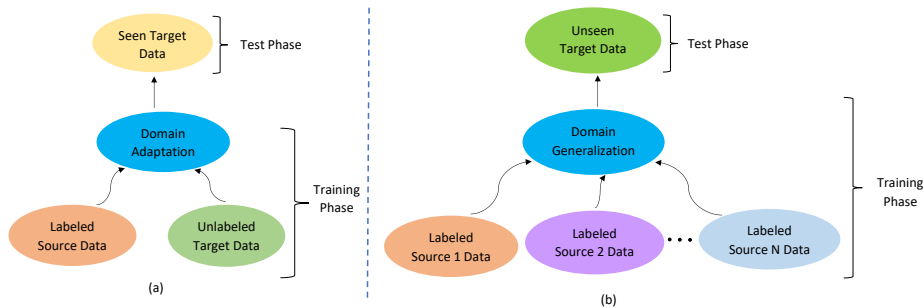 Seen Target
Data
Test Phase
Domain
Adaptation
Training
Phase
Labeled
Source Data
Unlabeled
Target Data
(a)
Unseen
Target Data
Test Phase
Domain
Generalization
Training
Phase
Labeled
Source 1 Data
Labeled
Source 2 Data
Labeled
Source N Data
(b)